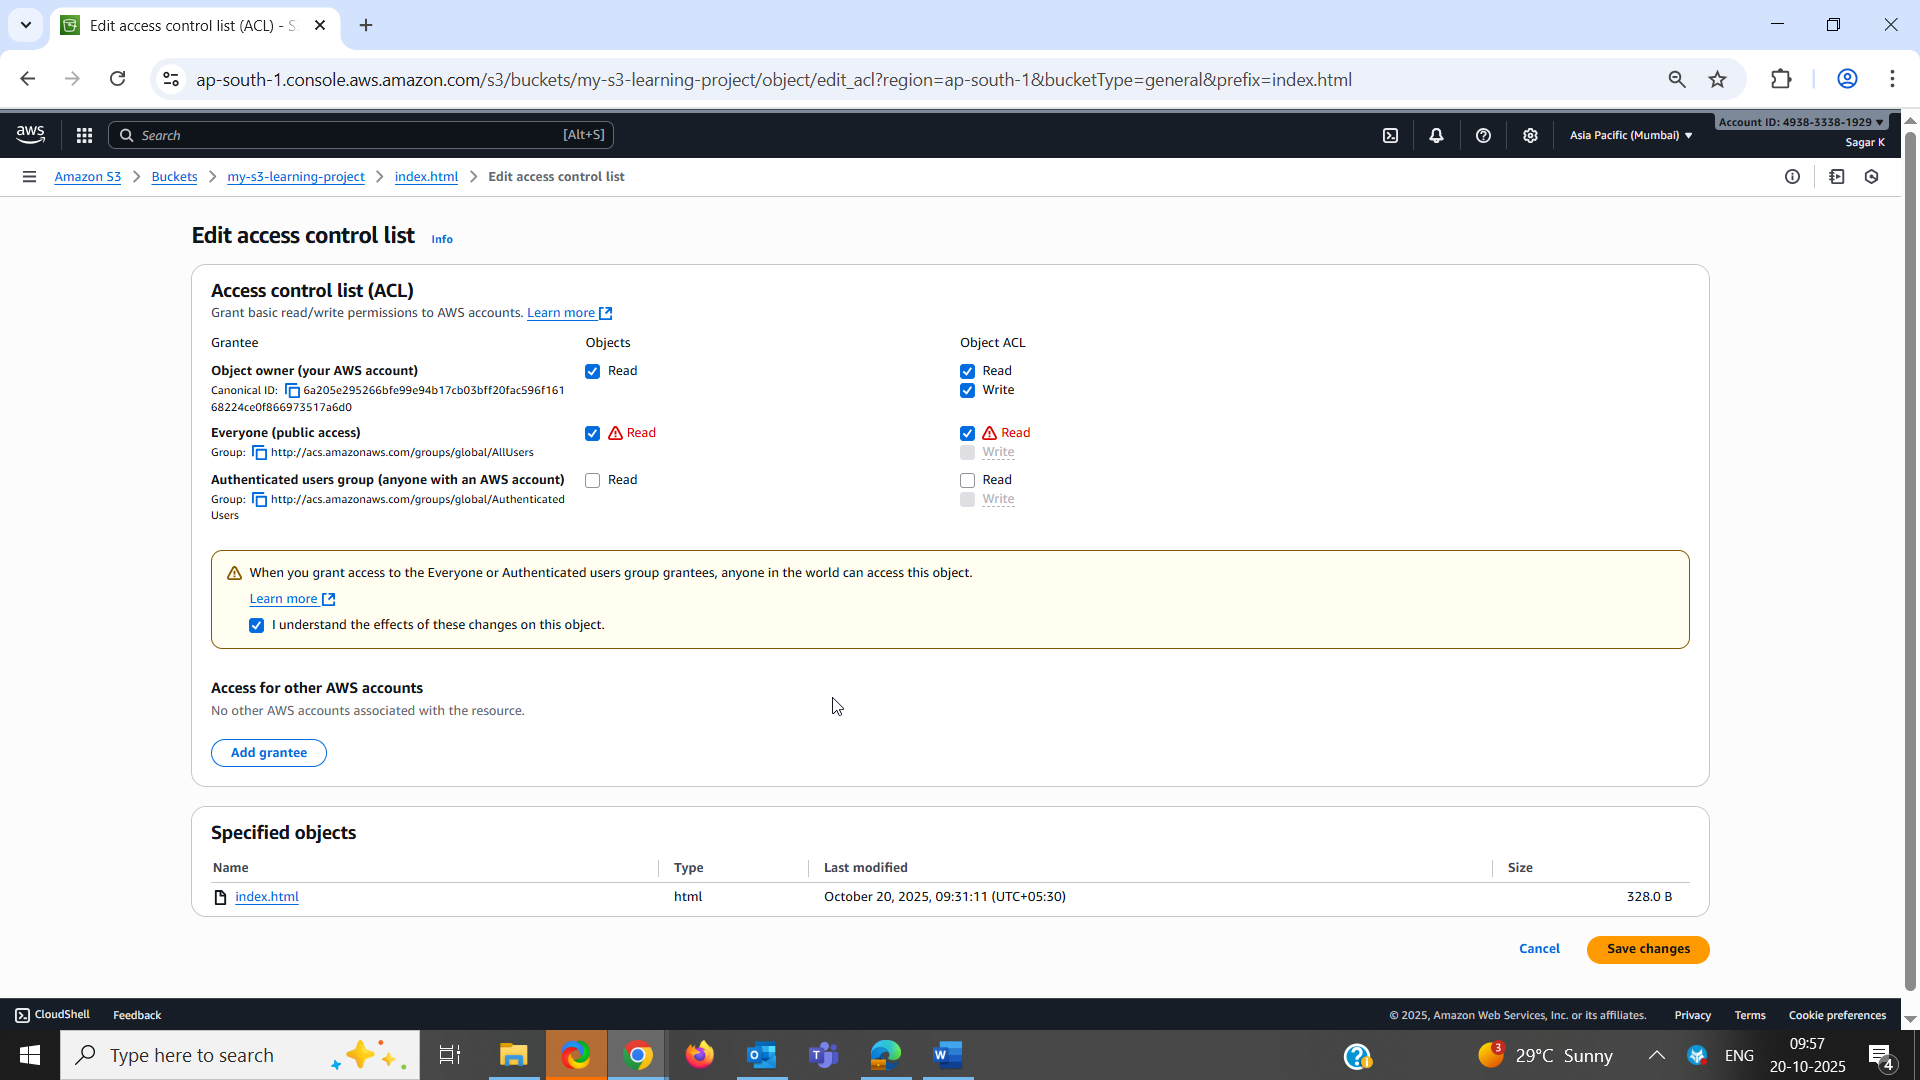 Edit access control list (ACL) - S
ap-south-1.console.aws.amazon.com/s3/buckets/my-s3-learning-project/object/edit_acl?region=ap-south-1&bucketType=general&prefix=index.html
aws
Search
[Alt+S]
Asia Pacific (Mumbai)
Account ID: 4938-3338-1929
Sagar K
Amazon S3
Buckets
my-s3-learning-project
index.html
Edit access control list
Edit access control list
Info
Access control list (ACL)
Grant basic read/write permissions to AWS accounts. Learn more
Grantee
Objects
Object ACL
Object owner (your AWS account)
Canonical ID: 6a205e295266bfe99e94b17cb03bff20fac596f161
68224ce0f866973517a6d0
Read
Read
Write
Everyone (public access)
Group: http://acs.amazonaws.com/groups/global/AllUsers
Read
Read
Write
Authenticated users group (anyone with an AWS account)
Group: http://acs.amazonaws.com/groups/global/Authenticated
Users
Read
Read
Write
When you grant access to the Everyone or Authenticated users group grantees, anyone in the world can access this object.
Learn more
I understand the effects of these changes on this object.
Access for other AWS accounts
No other AWS accounts associated with the resource.
Add grantee
Specified objects
Name
Type
Last modified
Size
index.html
html
October 20, 2025, 09:31:11 (UTC+05:30)
328.0 B
Cancel
Save changes
CloudShell
Feedback
© 2025, Amazon Web Services, Inc. or its affiliates.
Privacy
Terms
Cookie preferences
Type here to search
3
29°C Sunny
ENG
09:57
20-10-2025
4